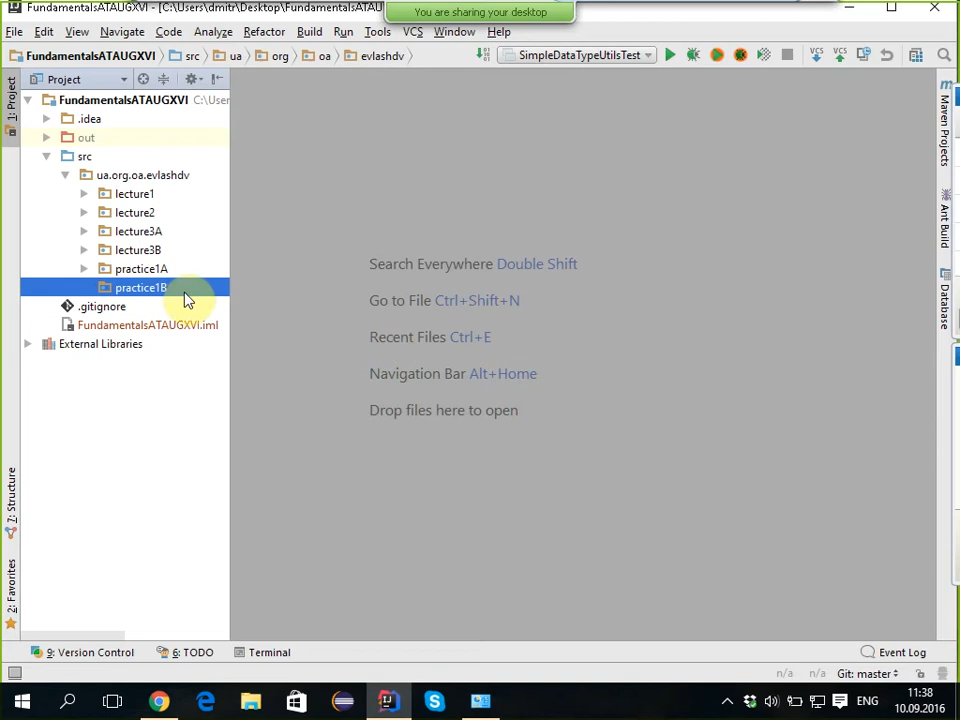 FundamentalsATAUGXVI - [C:\Users\dmitr\Desktop\FundamentalsATAU
You are sharing your desktop
File Edit View Navigate Code Analyze Refactor Build Run Tools VCS Window Help
FundamentalsATAUGXVI src ua org oa evlashdv SimpleDataTypeUtilsTest VCS VCS
1: Project
Project
FundamentalsATAUGXVI C:\User
.idea
out
src
ua.org.oa.evlashdv
lecture1
lecture2
lecture3A
lecture3B
practice1A
practice1B
.gitignore
FundamentalsATAUGXVI.iml
External Libraries
Search Everywhere Double Shift
Go to File Ctrl+Shift+N
Recent Files Ctrl+E
Navigation Bar Alt+Home
Drop files here to open
Maven Projects
Ant Build
Database
7: Structure
2: Favorites
9: Version Control 6: TODO Terminal Event Log
n/a n/a Git: master
ENG
11:38
10.09.2016